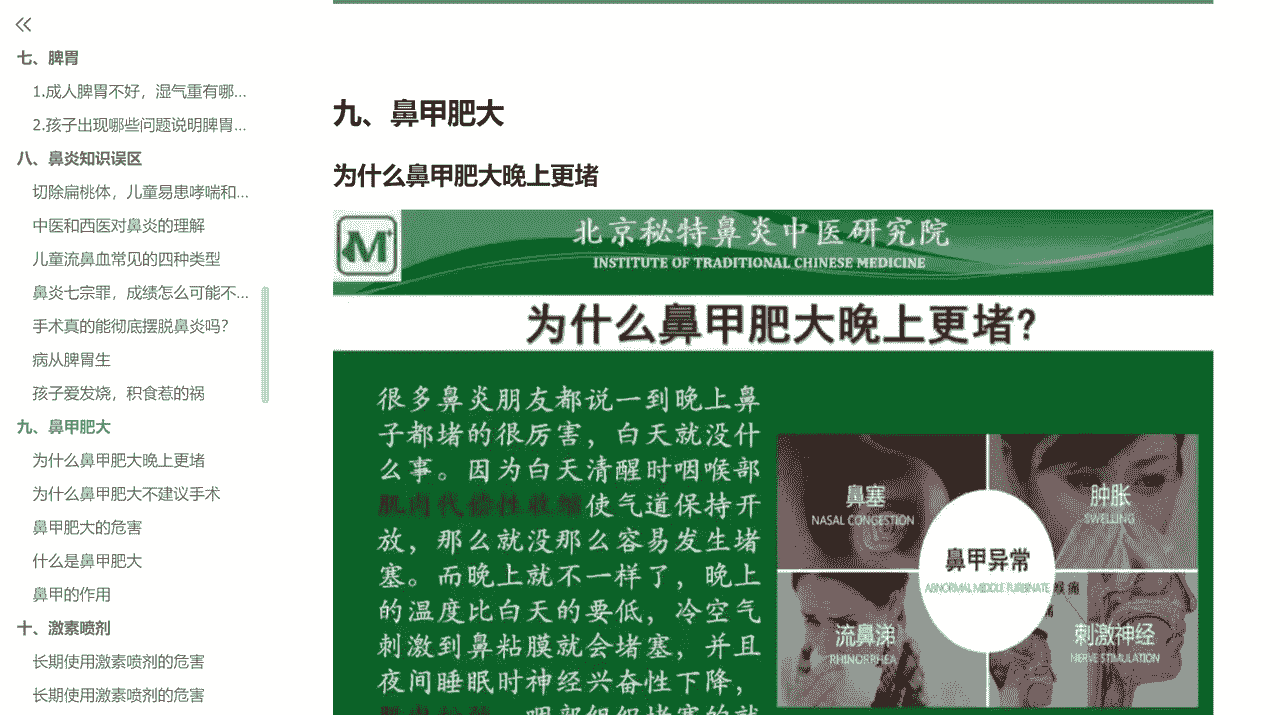 七、脾胃
1.成人脾胃不好，湿气重有哪...
2.孩子出现哪些问题说明脾胃...
八、鼻炎知识误区
切除扁桃体，儿童易患哮喘和...
中医和西医对鼻炎的理解
儿童流鼻血常见的四种类型
鼻炎七宗罪，成绩怎么可能不...
手术真的能彻底摆脱鼻炎吗？
病从脾胃生
孩子爱发烧，积食惹的祸
九、鼻甲肥大
为什么鼻甲肥大晚上更堵
为什么鼻甲肥大不建议手术
鼻甲肥大的危害
什么是鼻甲肥大
鼻甲的作用
十、激素喷剂
长期使用激素喷剂的危害
长期使用激素喷剂的危害
九、鼻甲肥大
为什么鼻甲肥大晚上更堵
M
北京秘特鼻炎中医研究院
INSTITUTE OF TRADITIONAL CHINESE MEDICINE
为什么鼻甲肥大晚上更堵？
很多鼻炎朋友都说一到晚上鼻
子都堵的很厉害，白天就没什
么事。因为白天清醒时咽喉部
肌肉代偿性收缩使气道保持开
放，那么就没那么容易发生堵
塞。而晚上就不一样了，晚上
的温度比白天的要低，冷空气
刺激到鼻粘膜就会堵塞，并且
夜间睡眠时神经兴奋性下降，
鼻塞
NASAL CONGESTION
肿胀
SWELLING
鼻甲异常
ABNORMAL MIDDLE TURBINATE
流鼻涕
RHINORRHEA
刺激神经
NERVE STIMULATION